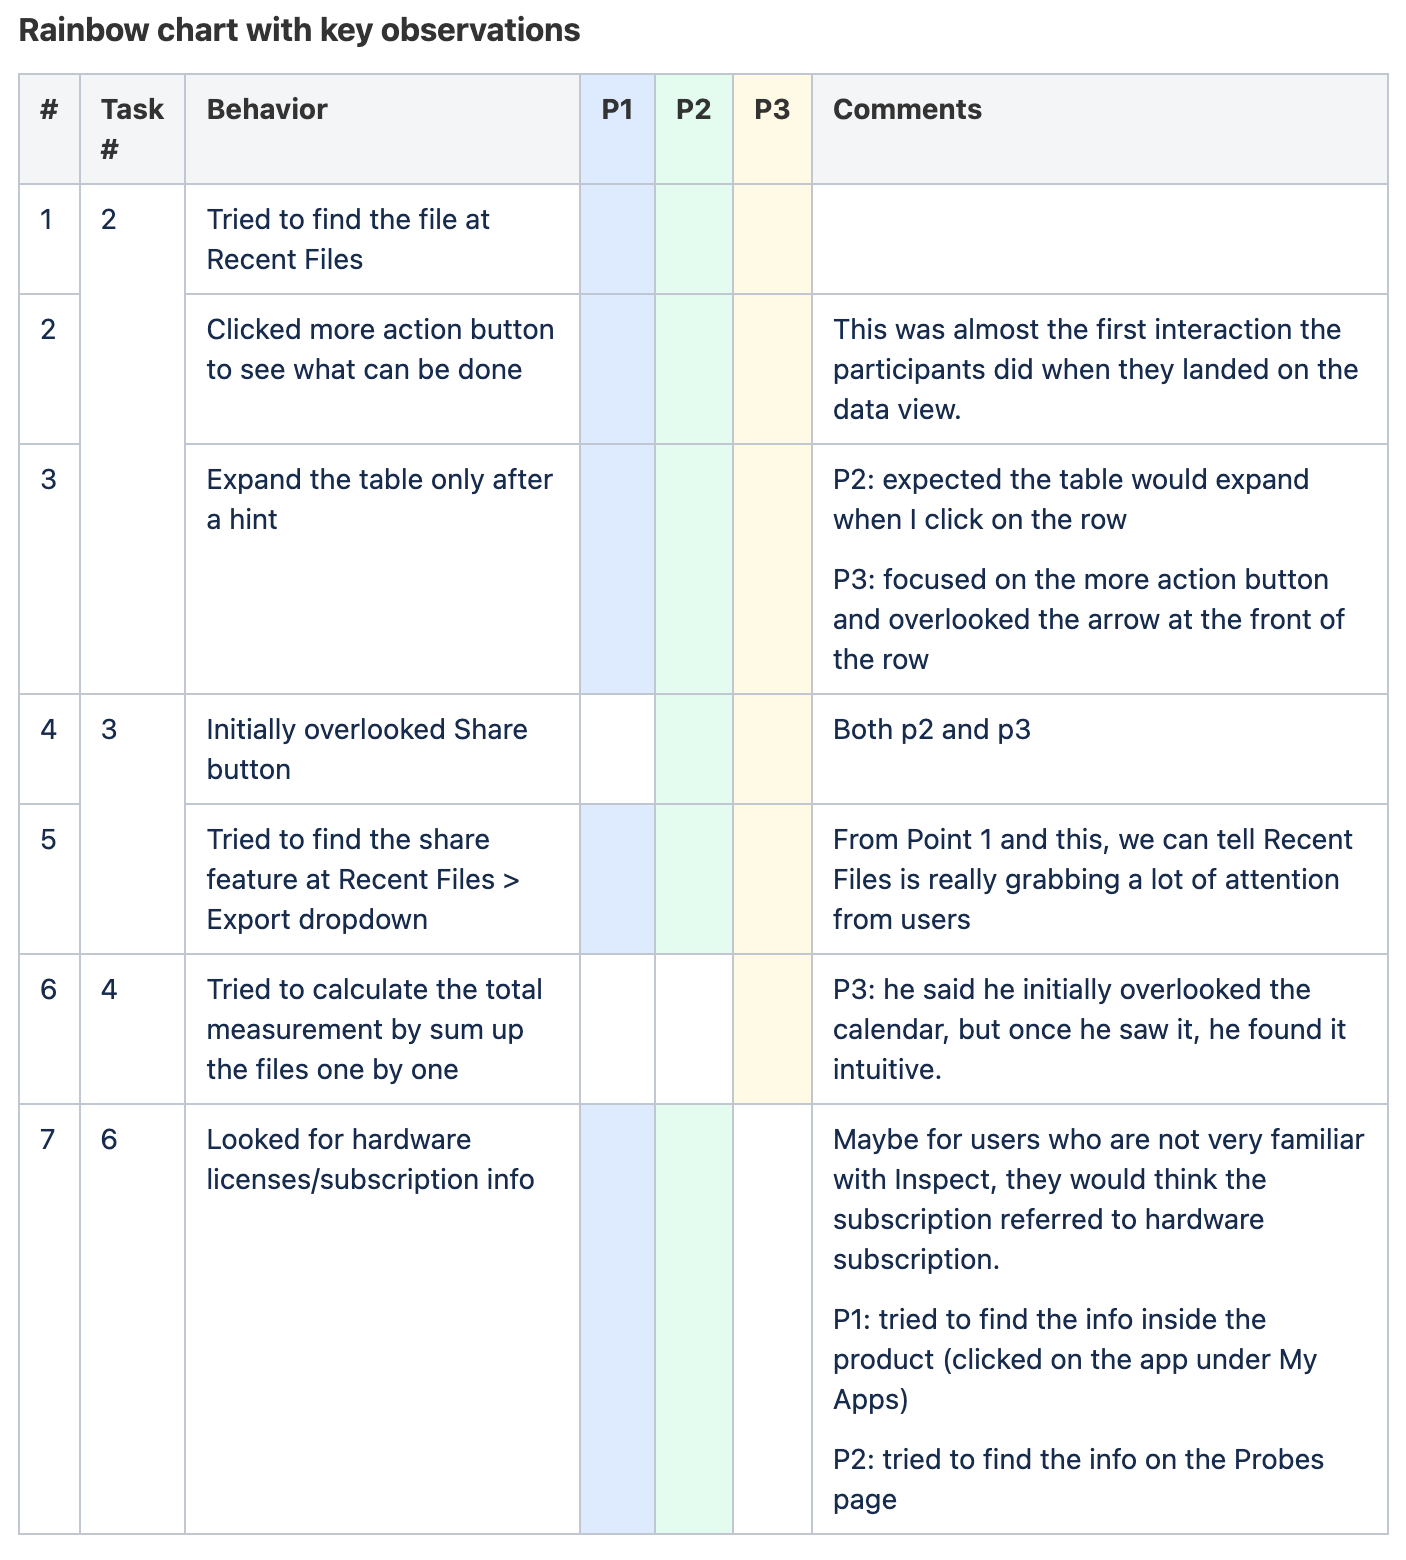 Rainbow chart with key observations
# Task # Behavior P1 P2 P3 Comments
1 2 Tried to find the file at
Recent Files
2 Clicked more action button
to see what can be done
This was almost the first interaction the
participants did when they landed on the
data view.
3 Expand the table only after
a hint
P2: expected the table would expand
when I click on the row
P3: focused on the more action button
and overlooked the arrow at the front of
the row
4 3 Initially overlooked Share
button
Both p2 and p3
5 Tried to find the share
feature at Recent Files >
Export dropdown
From Point 1 and this, we can tell Recent
Files is really grabbing a lot of attention
from users
6 4 Tried to calculate the total
measurement by sum up
the files one by one
P3: he said he initially overlooked the
calendar, but once he saw it, he found it
intuitive.
7 6 Looked for hardware
licenses/subscription info
Maybe for users who are not very familiar
with Inspect, they would think the
subscription referred to hardware
subscription.
P1: tried to find the info inside the
product (clicked on the app under My
Apps)
P2: tried to find the info on the Probes
page